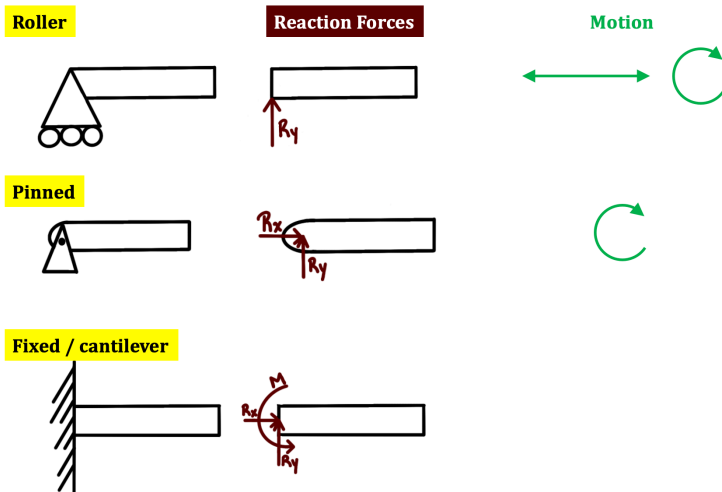 Roller
Reaction Forces
Motion
Ry
Pinned
Rx
Ry
Fixed / cantilever
M
Rx
Ry